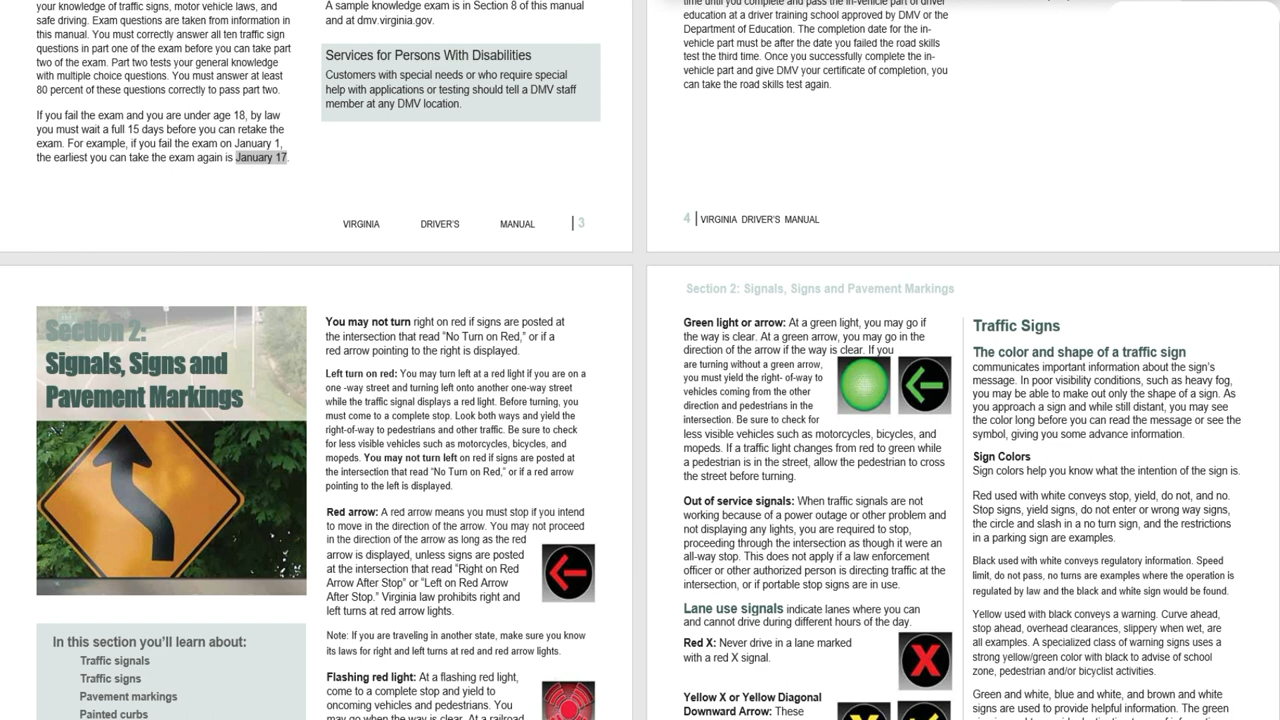 your knowledge of traffic signs, motor vehicle laws, and
safe driving. Exam questions are taken from information in
this manual. You must correctly answer all ten traffic sign
questions in part one of the exam before you can take part
two of the exam. Part two tests your general knowledge
with multiple choice questions. You must answer at least
80 percent of these questions correctly to pass part two.
If you fail the exam and you are under age 18, by law
you must wait a full 15 days before you can retake the
exam. For example, if you fail the exam on January 1,
the earliest you can take the exam again is January 17.
A sample knowledge exam is in Section 8 of this manual
and at dmv.virginia.gov.
Services for Persons With Disabilities
Customers with special needs or who require special
help with applications or testing should tell a DMV staff
member at any DMV location.
VIRGINIA DRIVER'S MANUAL | 3
time until you complete and pass the in-vehicle part of driver
education at a driver training school approved by DMV or the
Department of Education. The completion date for the in-
vehicle part must be after the date you failed the road skills
test the third time. Once you successfully complete the in-
vehicle part and give DMV your certificate of completion, you
can take the road skills test again.
4 | VIRGINIA DRIVER'S MANUAL
Section 2:
Signals, Signs and
Pavement Markings
In this section you'll learn about:
Traffic signals
Traffic signs
Pavement markings
Painted curbs
You may not turn right on red if signs are posted at
the intersection that read “No Turn on Red,” or if a
red arrow pointing to the right is displayed.
Left turn on red: You may turn left at a red light if you are on a
one -way street and turning left onto another one-way street
while the traffic signal displays a red light. Before turning, you
must come to a complete stop. Look both ways and yield the
right-of-way to pedestrians and other traffic. Be sure to check
for less visible vehicles such as motorcycles, bicycles, and
mopeds. You may not turn left on red if signs are posted at
the intersection that read “No Turn on Red,” or if a red arrow
pointing to the left is displayed.
Red arrow: A red arrow means you must stop if you intend
to move in the direction of the arrow. You may not proceed
in the direction of the arrow as long as the red
arrow is displayed, unless signs are posted
at the intersection that read “Right on Red
Arrow After Stop” or “Left on Red Arrow
After Stop.” Virginia law prohibits right and
left turns at red arrow lights.
Note: If you are traveling in another state, make sure you know
its laws for right and left turns at red and red arrow lights.
Flashing red light: At a flashing red light,
come to a complete stop and yield to
oncoming vehicles and pedestrians. You
may go when the way is clear. At a railroad
Section 2: Signals, Signs and Pavement Markings
Green light or arrow: At a green light, you may go if
the way is clear. At a green arrow, you may go in the
direction of the arrow if the way is clear. If you
are turning without a green arrow,
you must yield the right- of-way to
vehicles coming from the other
direction and pedestrians in the
intersection. Be sure to check for
less visible vehicles such as motorcycles, bicycles, and
mopeds. If a traffic light changes from red to green while
a pedestrian is in the street, allow the pedestrian to cross
the street before turning.
Out of service signals: When traffic signals are not
working because of a power outage or other problem and
not displaying any lights, you are required to stop,
proceeding through the intersection as though it were an
all-way stop. This does not apply if a law enforcement
officer or other authorized person is directing traffic at the
intersection, or if portable stop signs are in use.
Lane use signals indicate lanes where you can
and cannot drive during different hours of the day.
Red X: Never drive in a lane marked
with a red X signal.
X
Yellow X or Yellow Diagonal
Downward Arrow: These
X
Traffic Signs
The color and shape of a traffic sign
communicates important information about the sign's
message. In poor visibility conditions, such as heavy fog,
you may be able to make out only the shape of a sign. As
you approach a sign and while still distant, you may see
the color long before you can read the message or see the
symbol, giving you some advance information.
Sign Colors
Sign colors help you know what the intention of the sign is.
Red used with white conveys stop, yield, do not, and no.
Stop signs, yield signs, do not enter or wrong way signs,
the circle and slash in a no turn sign, and the restrictions
in a parking sign are examples.
Black used with white conveys regulatory information. Speed
limit, do not pass, no turns are examples where the operation is
regulated by law and the black and white sign would be found.
Yellow used with black conveys a warning. Curve ahead,
stop ahead, overhead clearances, slippery when wet, are
all examples. A specialized class of warning signs uses a
strong yellow/green color with black to advise of school
zone, pedestrian and/or bicyclist activities.
Green and white, blue and white, and brown and white
signs are used to provide helpful information. The green